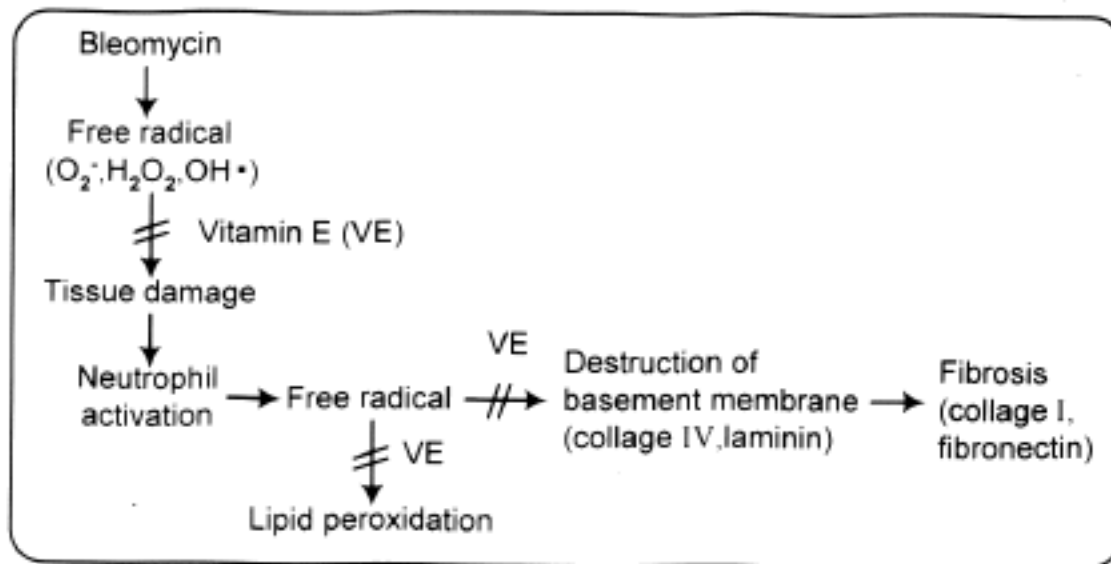 Bleomycin
Free radical
(O₂⁻,H₂O₂,OH•)
Vitamin E (VE)
Tissue damage
Neutrophil
activation
Free radical
VE
Destruction of
basement membrane
(collage IV,laminin)
Fibrosis
(collage I,
fibronectin)
VE
Lipid peroxidation